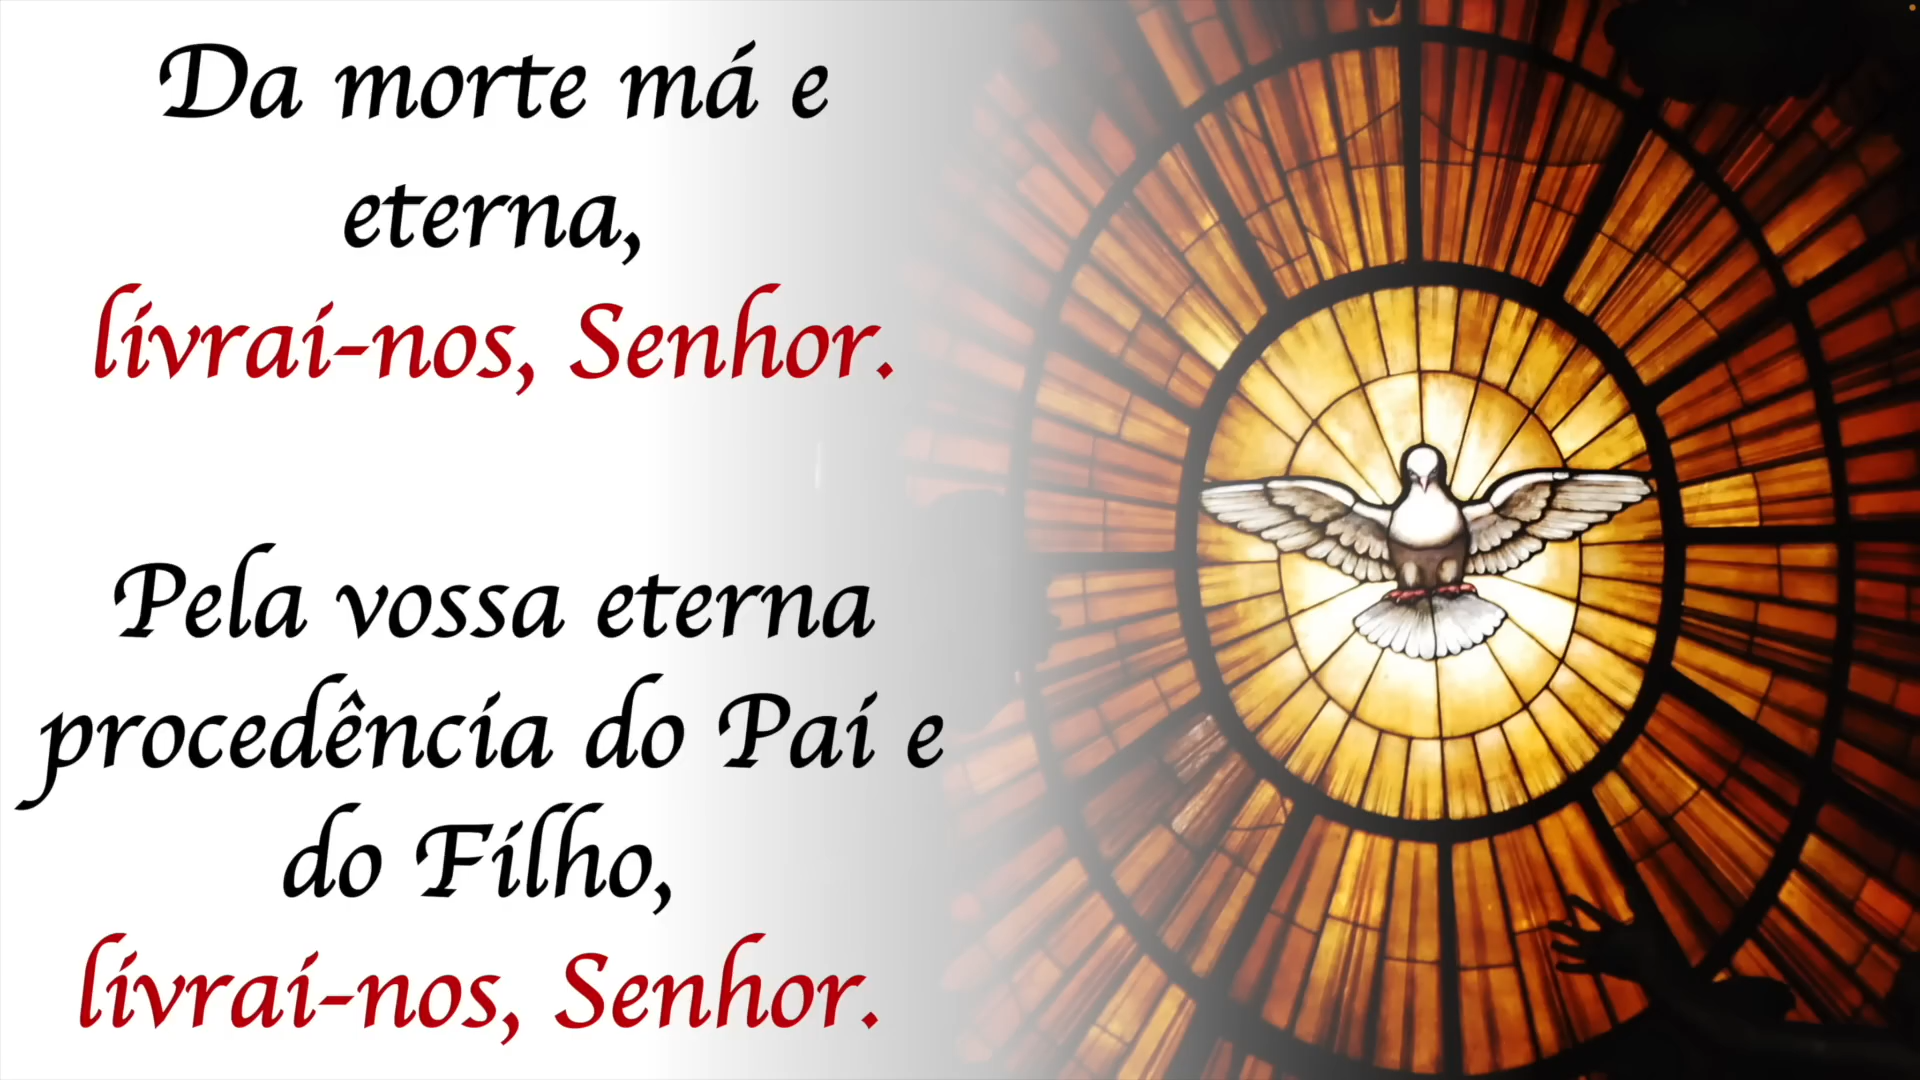 Da morte má e
eterna,
livrai-nos, Senhor.
Pela vossa eterna
procedência do Pai e
do Filho,
livrai-nos, Senhor.